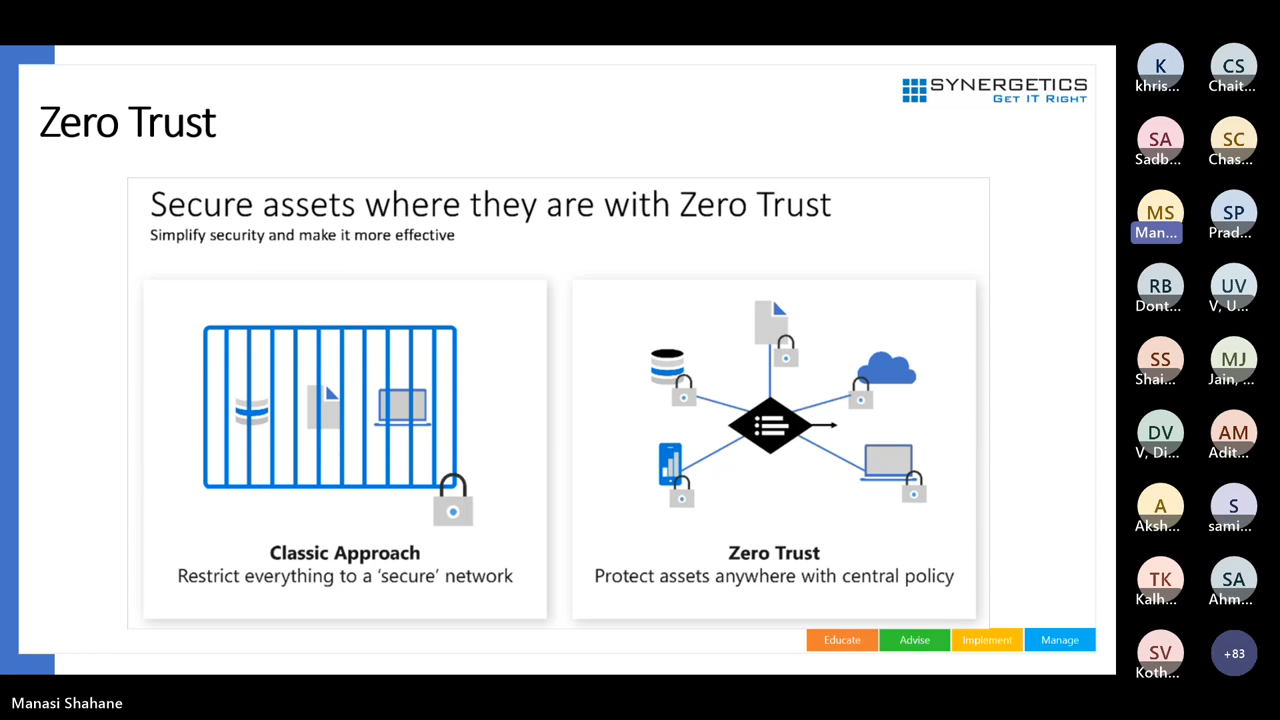 SYNERGETICS
GET IT RIGHT
Zero Trust
Secure assets where they are with Zero Trust
Simplify security and make it more effective
Classic Approach
Restrict everything to a 'secure' network
Zero Trust
Protect assets anywhere with central policy
Educate
Advise
Implement
Manage
K
khris...
CS
Chait...
SA
Sadb...
SC
Chas...
MS
Man...
SP
Prad...
RB
Dont...
UV
V, U...
SS
Shai...
MJ
Jain, ...
DV
V, Di...
AM
Adit...
A
Aksh...
S
sami...
TK
Kalh...
SA
Ahm...
SV
Koth...
+83
Manasi Shahane